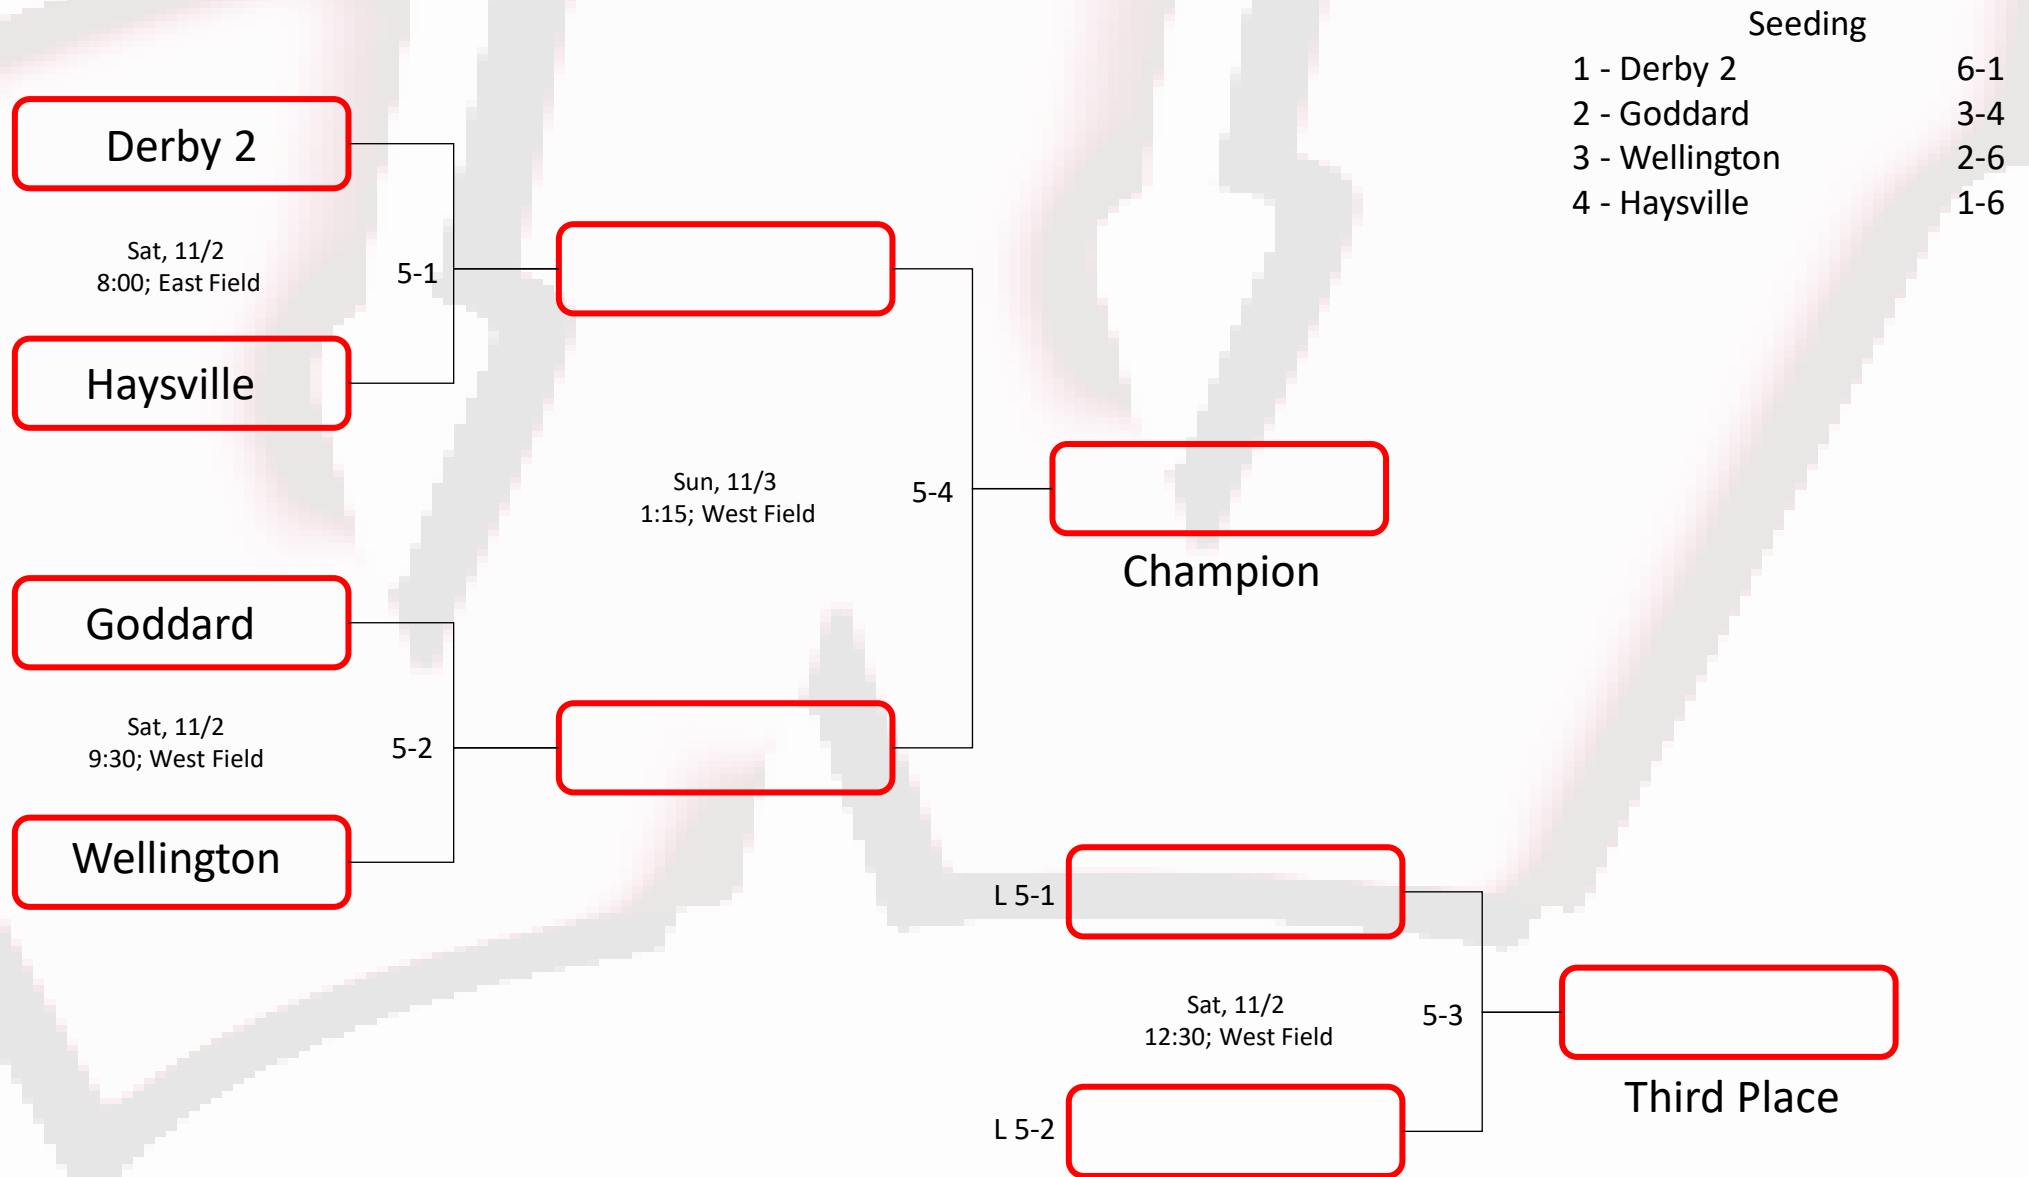 Seeding
1 - Derby 2 6-1
2 - Goddard 3-4
3 - Wellington 2-6
4 - Haysville 1-6
Derby 2
Sat, 11/2
8:00; East Field
5-1
Haysville
Sun, 11/3
1:15; West Field
5-4
Champion
Goddard
Sat, 11/2
9:30; West Field
5-2
Wellington
L 5-1
Sat, 11/2
12:30; West Field
5-3
Third Place
L 5-2